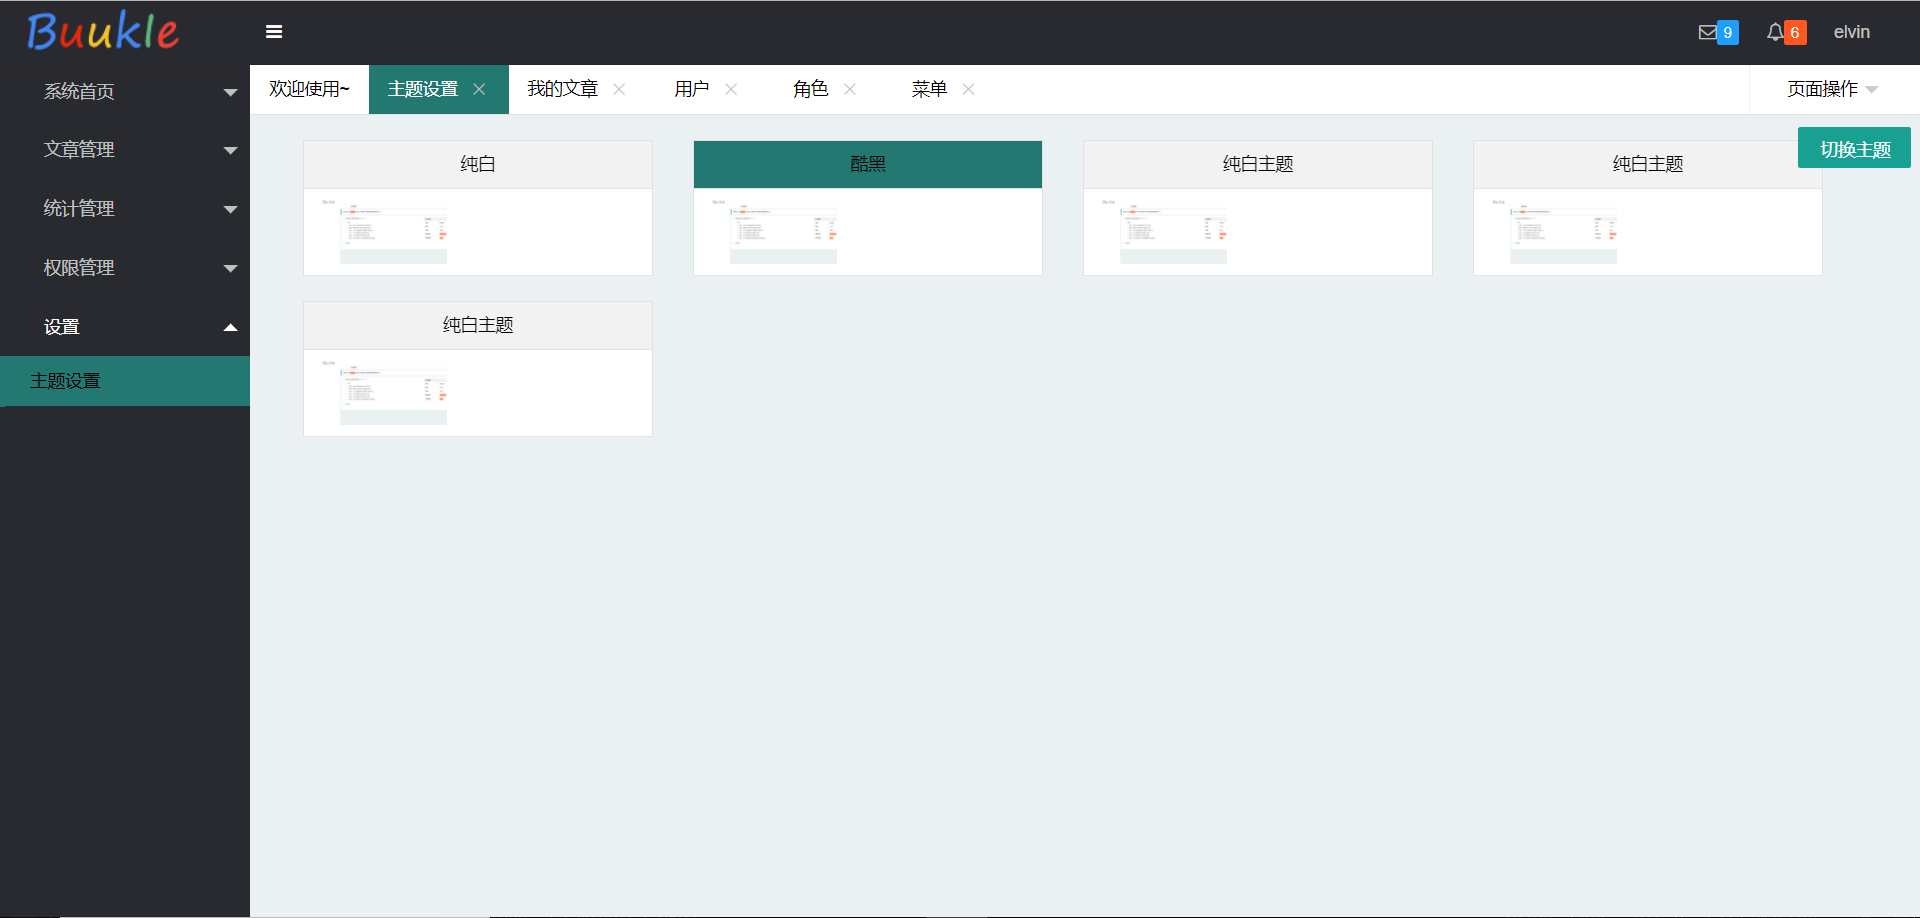 Buukle
9
6
elvin
系统首页
文章管理
统计管理
权限管理
设置
主题设置
欢迎使用~
主题设置
我的文章
用户
角色
菜单
页面操作
切换主题
纯白
酷黑
纯白主题
纯白主题
纯白主题